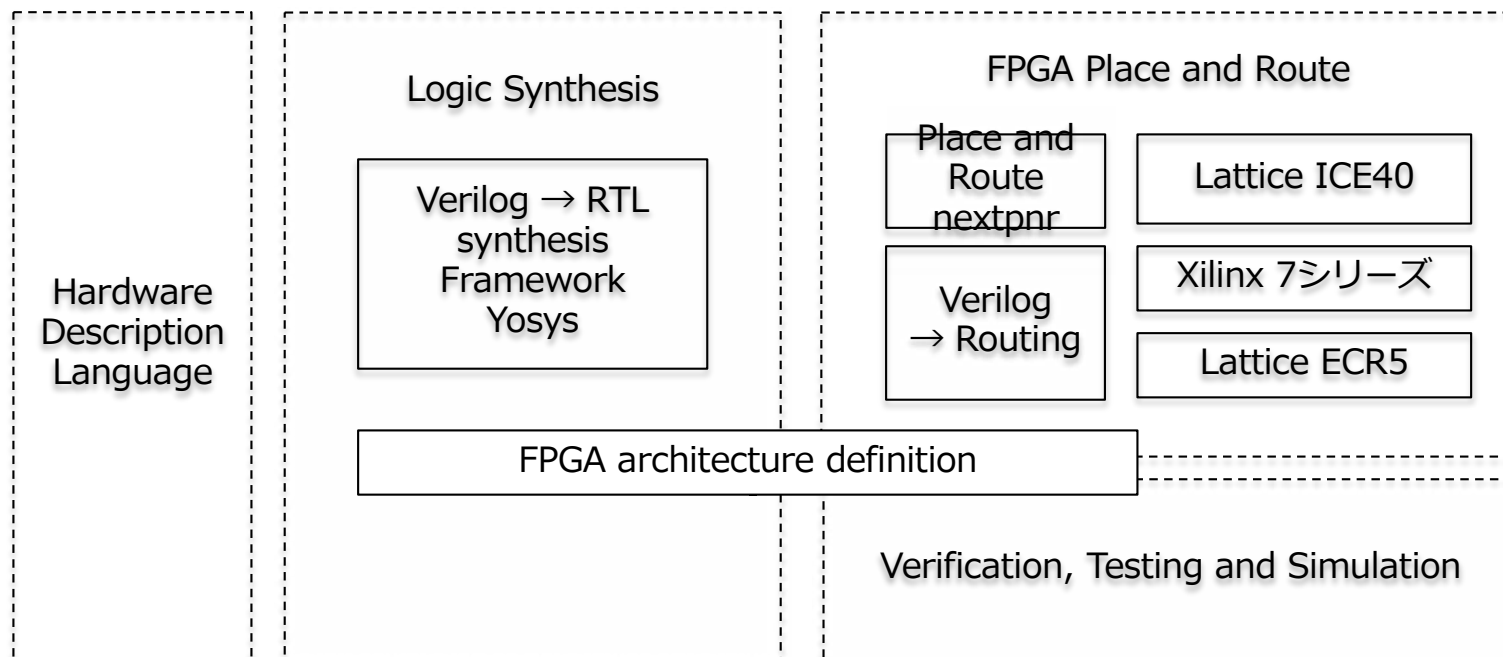 Hardware
Description
Language
Logic Synthesis
Verilog → RTL
synthesis
Framework
Yosys
FPGA Place and Route
Place and
Route
nextpnr
Lattice ICE40
Verilog
→ Routing
Xilinx 7シリーズ
Lattice ECR5
FPGA architecture definition
Verification, Testing and Simulation